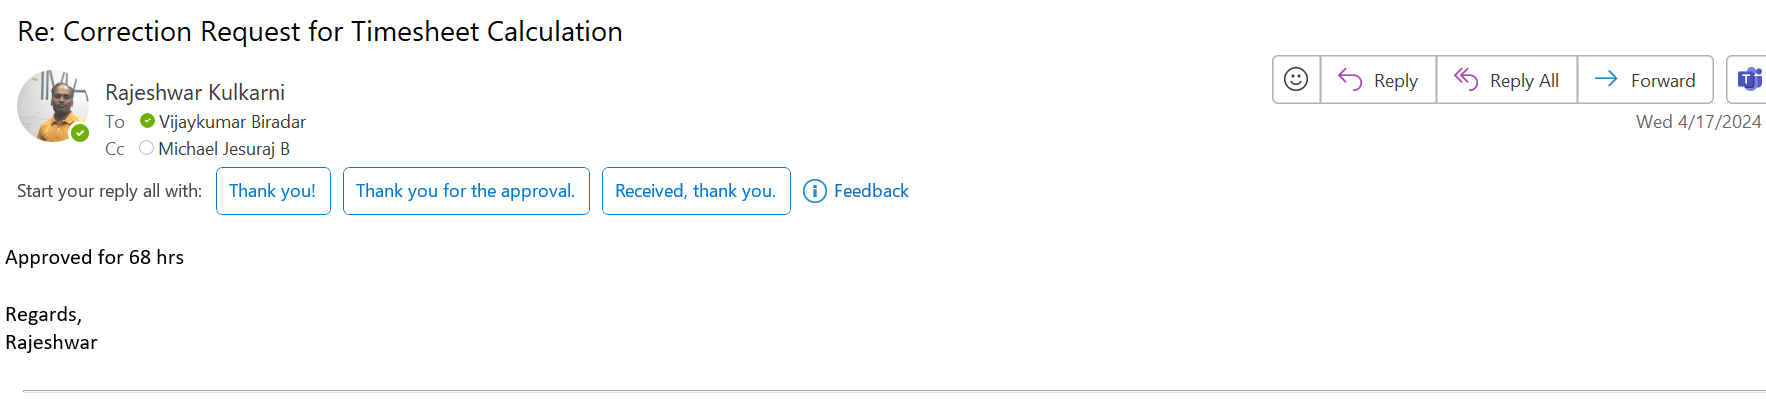 Re: Correction Request for Timesheet Calculation
Rajeshwar Kulkarni
To Vijaykumar Biradar
Cc Michael Jesuraj B
Reply
Reply All
Forward
Wed 4/17/2024
Start your reply all with: Thank you! Thank you for the approval. Received, thank you. Feedback
Approved for 68 hrs
Regards,
Rajeshwar